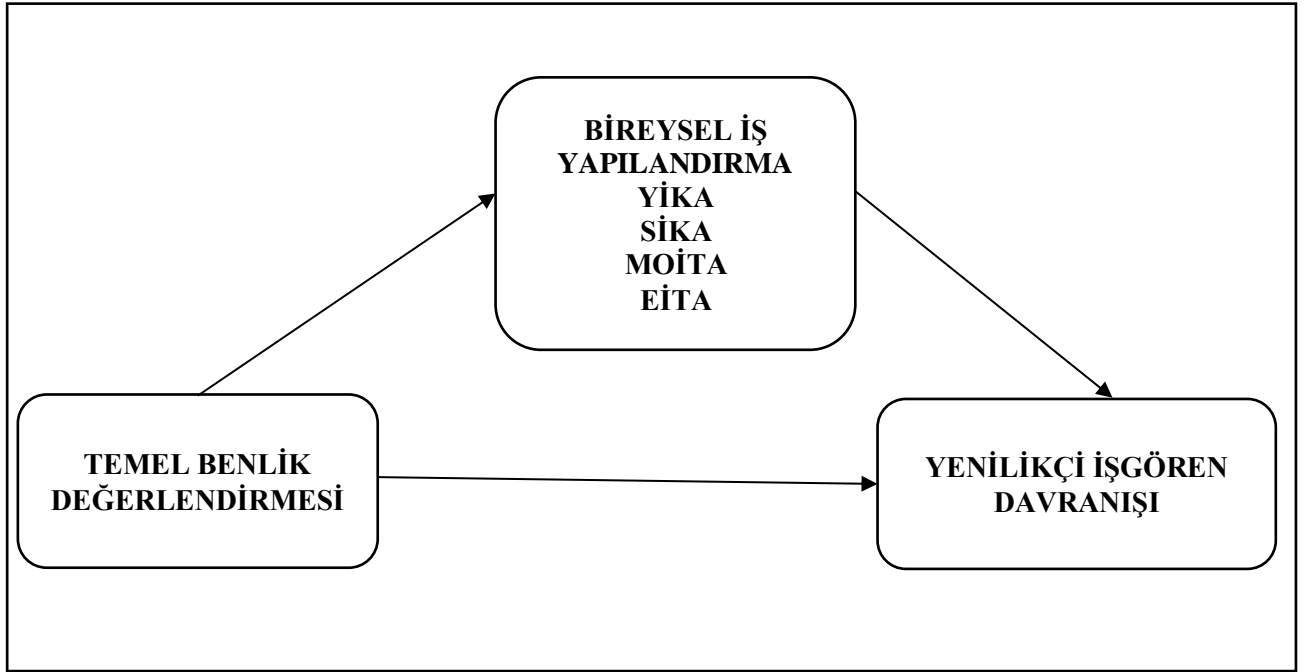 BİREYSEL İŞ
YAPILANDIRMA
YİKA
SİKA
MOİTA
EİTA
TEMEL BENLİK
DEĞERLENDİRMESİ
YENİLİKÇİ İŞGÖREN
DAVRANIŞI